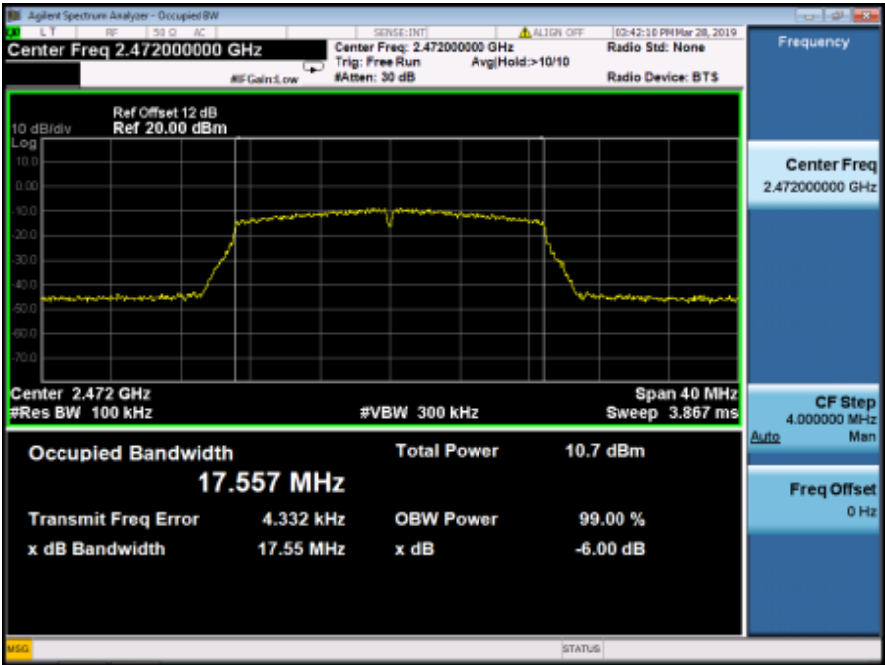 Agilent Spectrum Analyzer - Occupied BW
LT RF 50 Ω AC SENSE:INT ALIGN OFF 03:42:10 PM Mar 28, 2019
Center Freq 2.472000000 GHz
Center Freq: 2.472000000 GHz
Radio Std: None
Trig: Free Run Avg|Hold:>10/10
#IFGain:Low
#Atten: 30 dB
Radio Device: BTS
Ref Offset 12 dB
10 dB/div Ref 20.00 dBm
Log
10.0
0.00
-10.0
-20.0
-30.0
-40.0
-50.0
-60.0
-70.0
Center 2.472 GHz
Span 40 MHz
#Res BW 100 kHz
#VBW 300 kHz
Sweep 3.867 ms
Occupied Bandwidth
Total Power 10.7 dBm
17.557 MHz
Transmit Freq Error 4.332 kHz
OBW Power 99.00 %
x dB Bandwidth 17.55 MHz
x dB -6.00 dB
Frequency
Center Freq
2.472000000 GHz
CF Step
4.000000 MHz
Auto Man
Freq Offset
0 Hz
MSG
STATUS